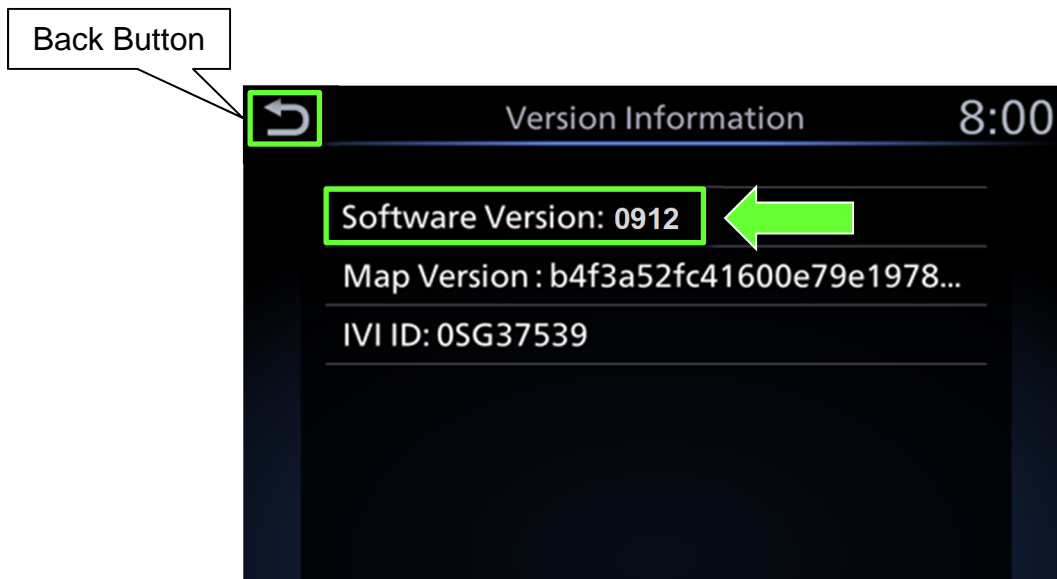 Back Button
Version Information 8:00
Software Version: 0912
Map Version : b4f3a52fc41600e79e1978...
IVI ID: 0SG37539